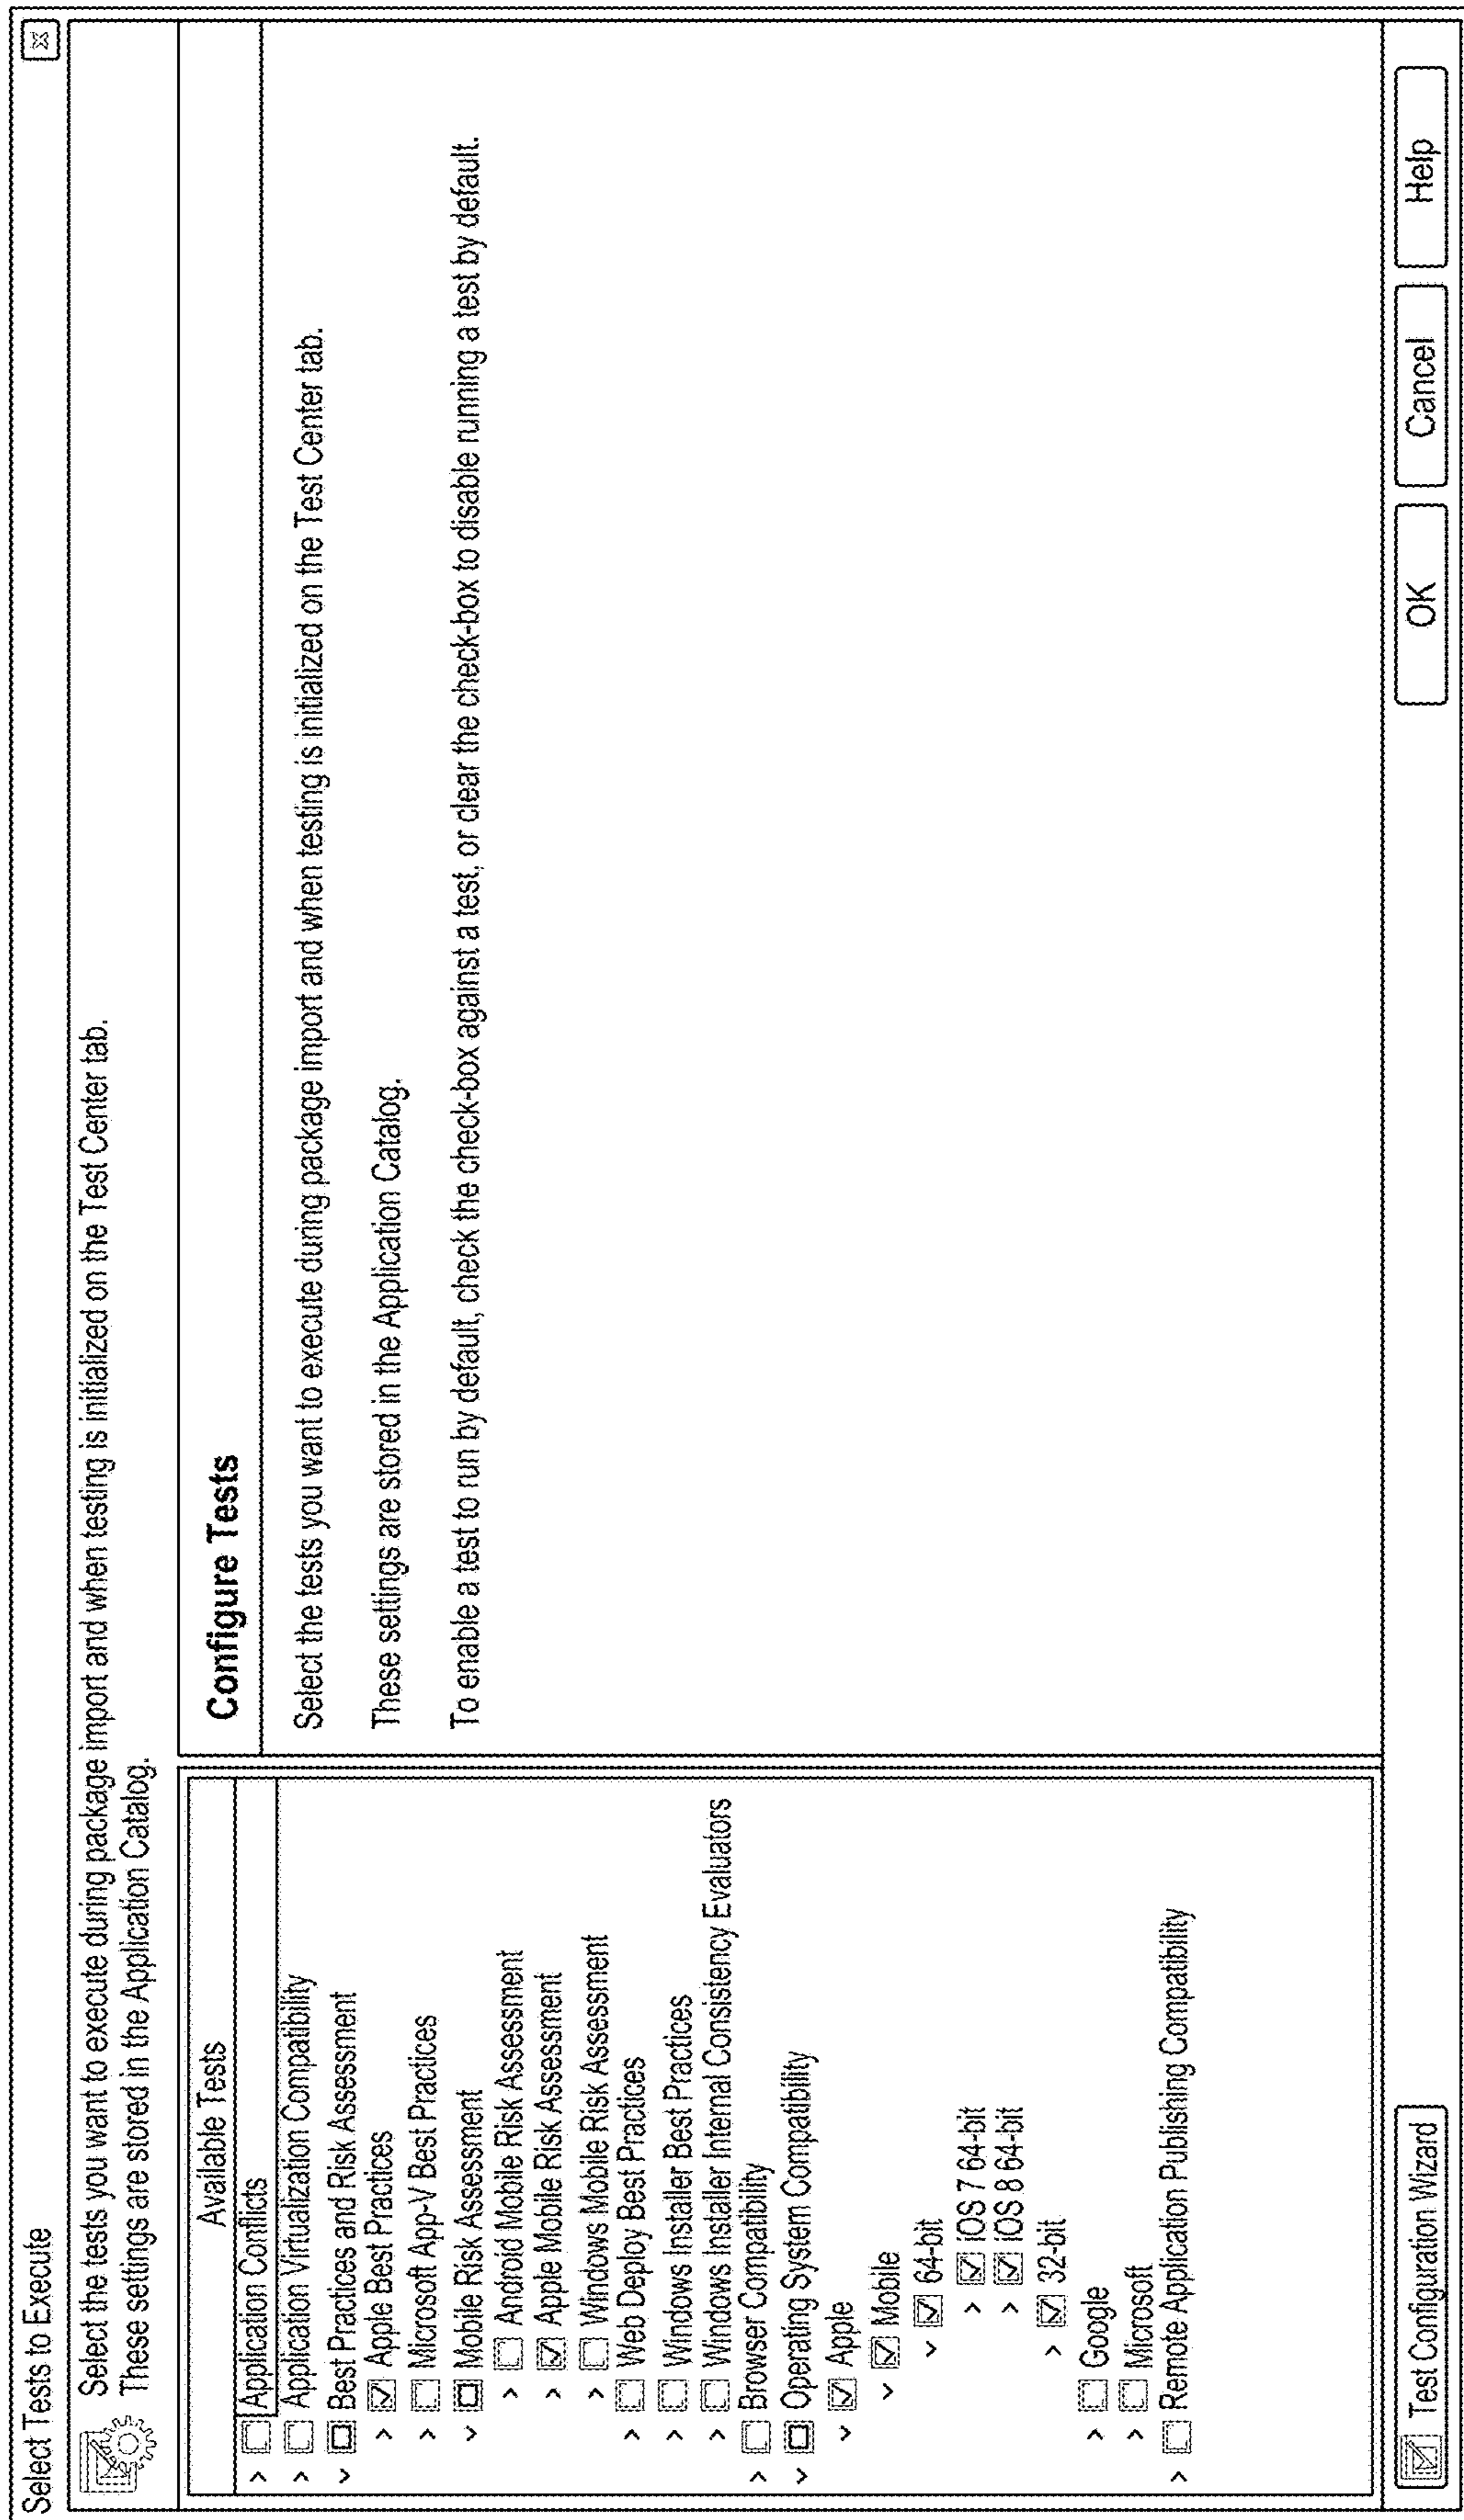 Select Tests to Execute
Select the tests you want to execute during package import and when testing is initialized on the Test Center tab.
These settings are stored in the Application Catalog.
Available Tests
Application Conflicts
Application Virtualization Compatibility
Best Practices and Risk Assessment
Apple Best Practices
Microsoft App-V Best Practices
Mobile Risk Assessment
Android Mobile Risk Assessment
Apple Mobile Risk Assessment
Windows Mobile Risk Assessment
Web Deploy Best Practices
Windows Installer Best Practices
Windows Installer Internal Consistency Evaluators
Browser Compatibility
Operating System Compatibility
Apple
Mobile
64-bit
iOS 7 64-bit
iOS 8 64-bit
32-bit
Google
Microsoft
Remote Application Publishing Compatibility
Configure Tests
Select the tests you want to execute during package import and when testing is initialized on the Test Center tab.
These settings are stored in the Application Catalog.
To enable a test to run by default, check the check-box against a test, or clear the check-box to disable running a test by default.
Test Configuration Wizard
OK
Cancel
Help